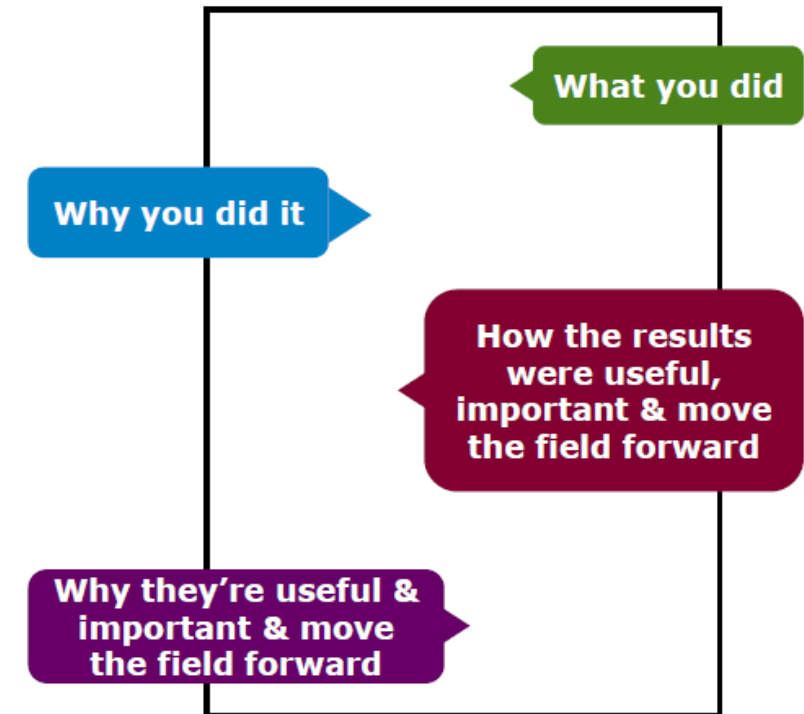 What you did
Why you did it
How the results
were useful,
important & move
the field forward
Why they’re useful &
important & move
the field forward